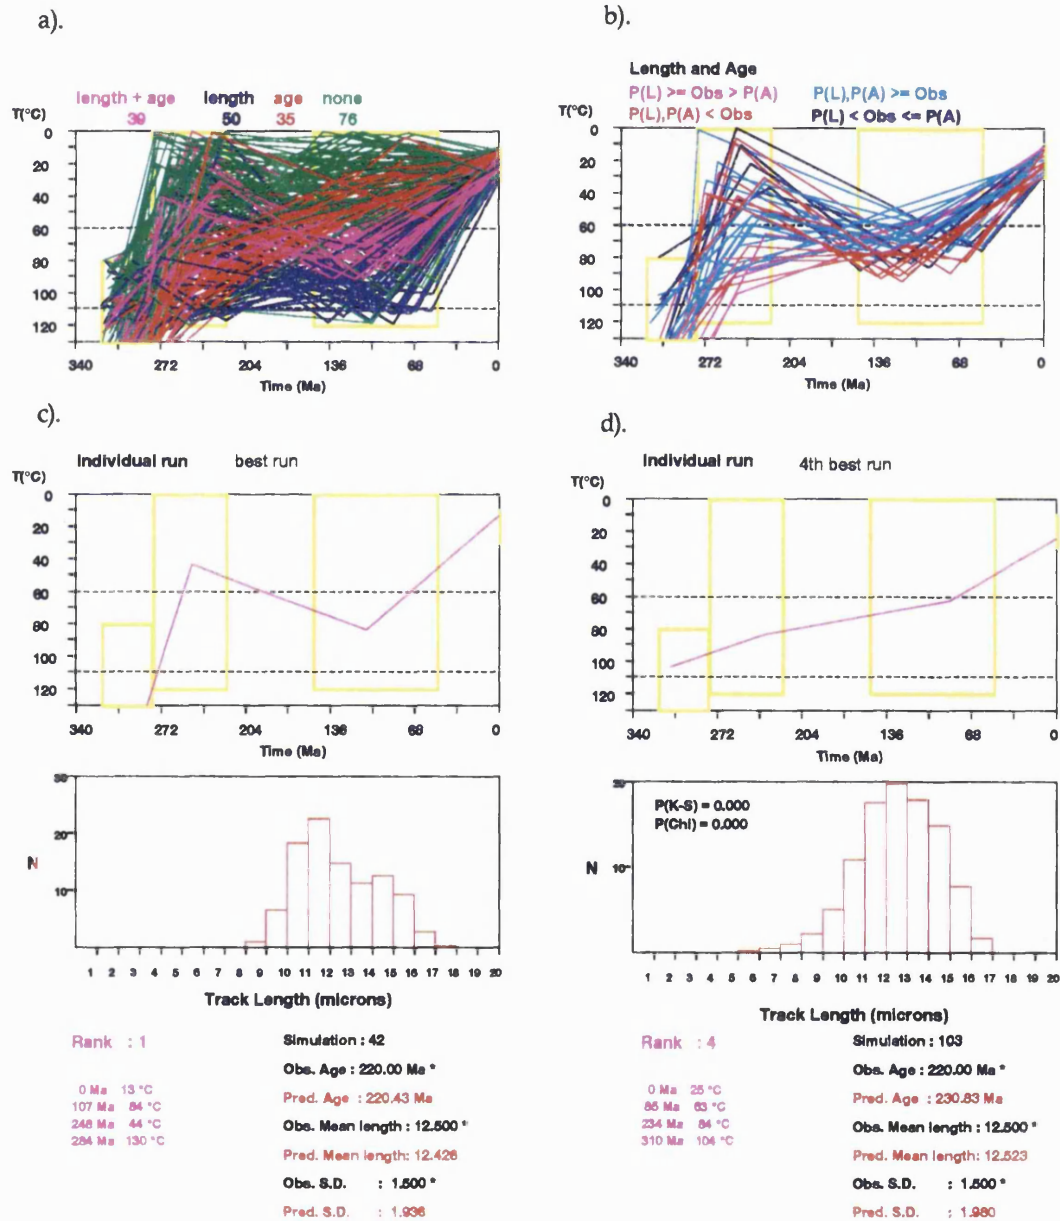 a).
length + age length age none
39 50 35 76
T(°C)
0
20
40
60
80
100
120
340 272 204 136 68 0
Time (Ma)
b).
Length and Age
P(L) >= Obs > P(A) P(L),P(A) >= Obs
P(L),P(A) < Obs P(L) < Obs <= P(A)
T(°C)
0
20
40
60
80
100
120
340 272 204 136 68 0
Time (Ma)
c).
Individual run best run
T(°C)
0
20
40
60
80
100
120
340 272 204 136 68 0
Time (Ma)
30
20
10
N
1 2 3 4 5 6 7 8 9 10 11 12 13 14 15 16 17 18 19 20
Track Length (microns)
Rank : 1
0 Ma 13 °C
107 Ma 84 °C
248 Ma 44 °C
284 Ma 130 °C
Simulation : 42
Obs. Age : 220.00 Ma *
Pred. Age : 220.43 Ma
Obs. Mean length : 12.500 *
Pred. Mean length: 12.426
Obs. S.D. : 1.500 *
Pred. S.D. : 1.936
d).
Individual run 4th best run
T(°C)
0
20
40
60
80
100
120
340 272 204 136 68 0
Time (Ma)
P(K-S) = 0.000
P(Chi) = 0.000
20
10
N
1 2 3 4 5 6 7 8 9 10 11 12 13 14 15 16 17 18 19 20
Track Length (microns)
Rank : 4
0 Ma 25 °C
85 Ma 63 °C
234 Ma 84 °C
310 Ma 104 °C
Simulation : 103
Obs. Age : 220.00 Ma *
Pred. Age : 230.83 Ma
Obs. Mean length : 12.500 *
Pred. Mean length: 12.523
Obs. S.D. : 1.500 *
Pred. S.D. : 1.980